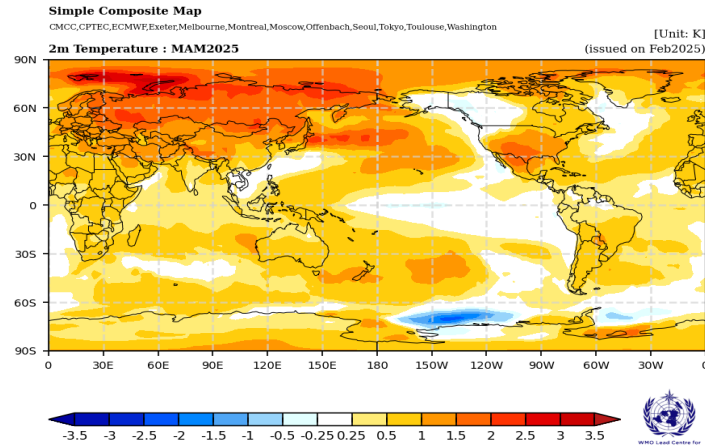 Simple Composite Map
CMCC,CPTEC,ECMWF,Exeter,Melbourne,Montreal,Moscow,Offenbach,Seoul,Tokyo,Toulouse,Washington
[Unit: K]
2m Temperature : MAM2025
(issued on Feb2025)
90N
60N
30N
0
30S
60S
90S
0 30E 60E 90E 120E 150E 180 150W 120W 90W 60W 30W 0
-3.5 -3 -2.5 -2 -1.5 -1 -0.5 -0.25 0.25 0.5 1 1.5 2 2.5 3 3.5
WMO Lead Centre for